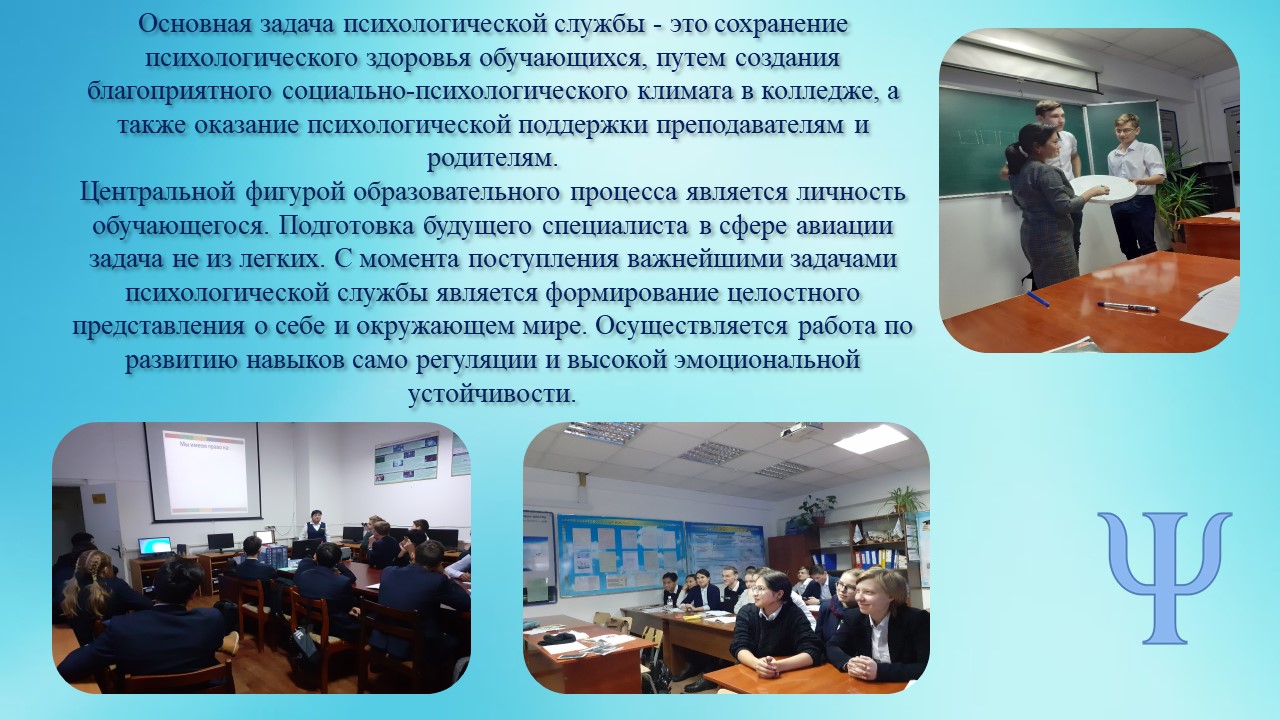 Основная задача психологической службы - это сохранение
психологического здоровья обучающихся, путем создания
благоприятного социально-психологического климата в колледже, а
также оказание психологической поддержки преподавателям и
родителям.
Центральной фигурой образовательного процесса является личность
обучающегося. Подготовка будущего специалиста в сфере авиации
задача не из легких. С момента поступления важнейшими задачами
психологической службы является формирование целостного
представления о себе и окружающем мире. Осуществляется работа по
развитию навыков само регуляции и высокой эмоциональной
устойчивости.
Мы имеем право на:
Ψ